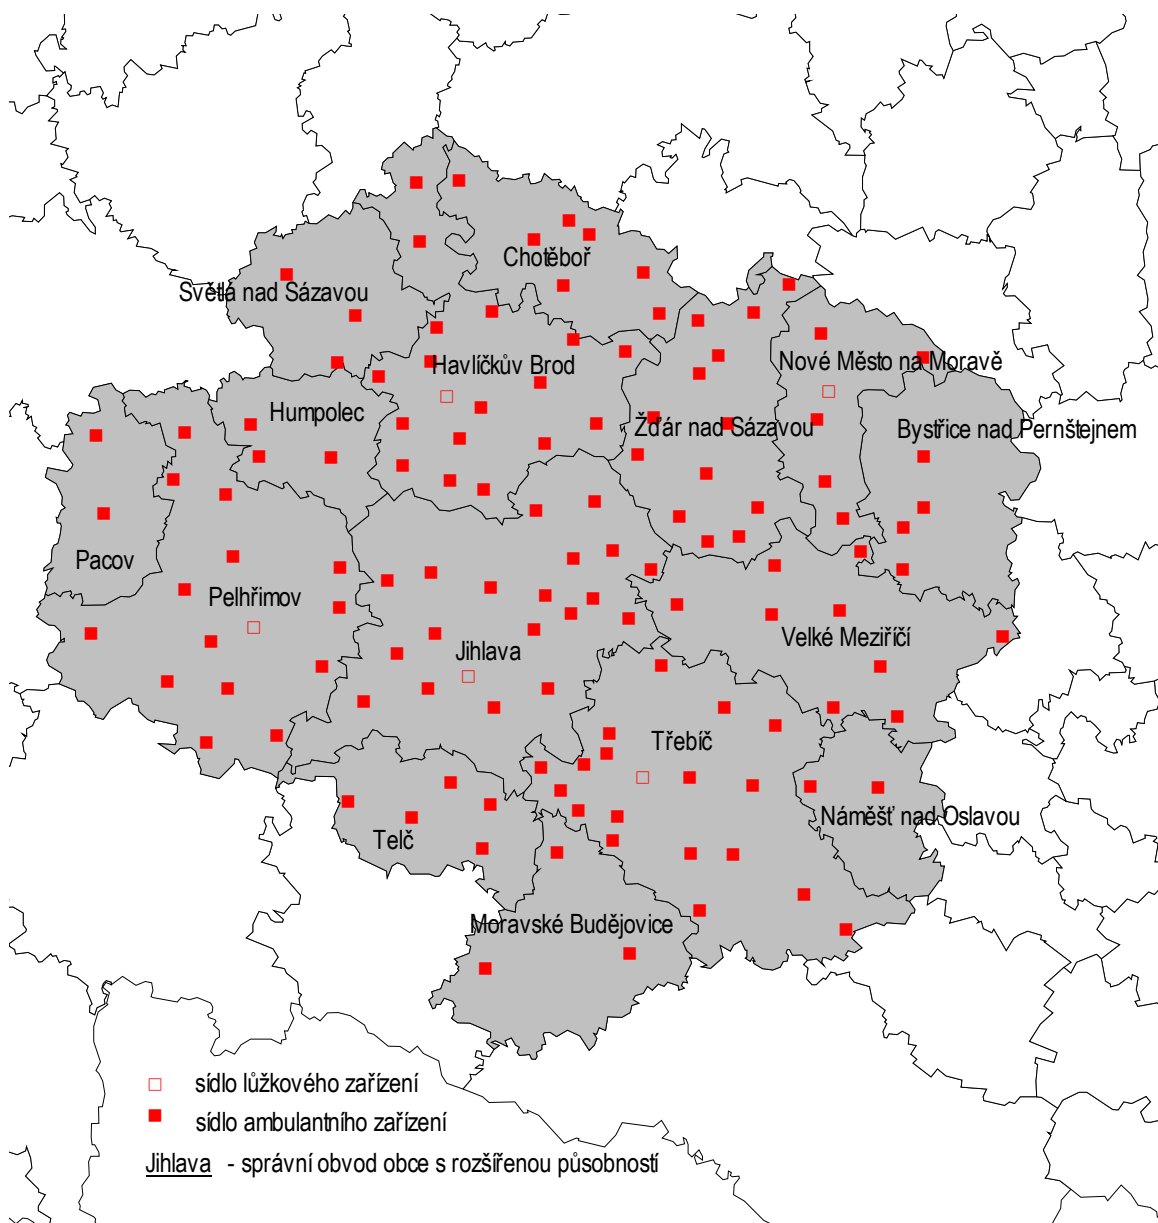 Chotěboř
Světlá nad Sázavou
Havlíčkův Brod
Nové Město na Moravě
Humpolec
Žďár nad Sázavou
Bystřice nad Pernštejnem
Pacov
Pelhřimov
Jihlava
Velké Meziříčí
Třebíč
Telč
Náměšť nad Oslavou
Moravské Budějovice
sídlo lůžkového zařízení
sídlo ambulantního zařízení
Jihlava - správní obvod obce s rozšířenou působností